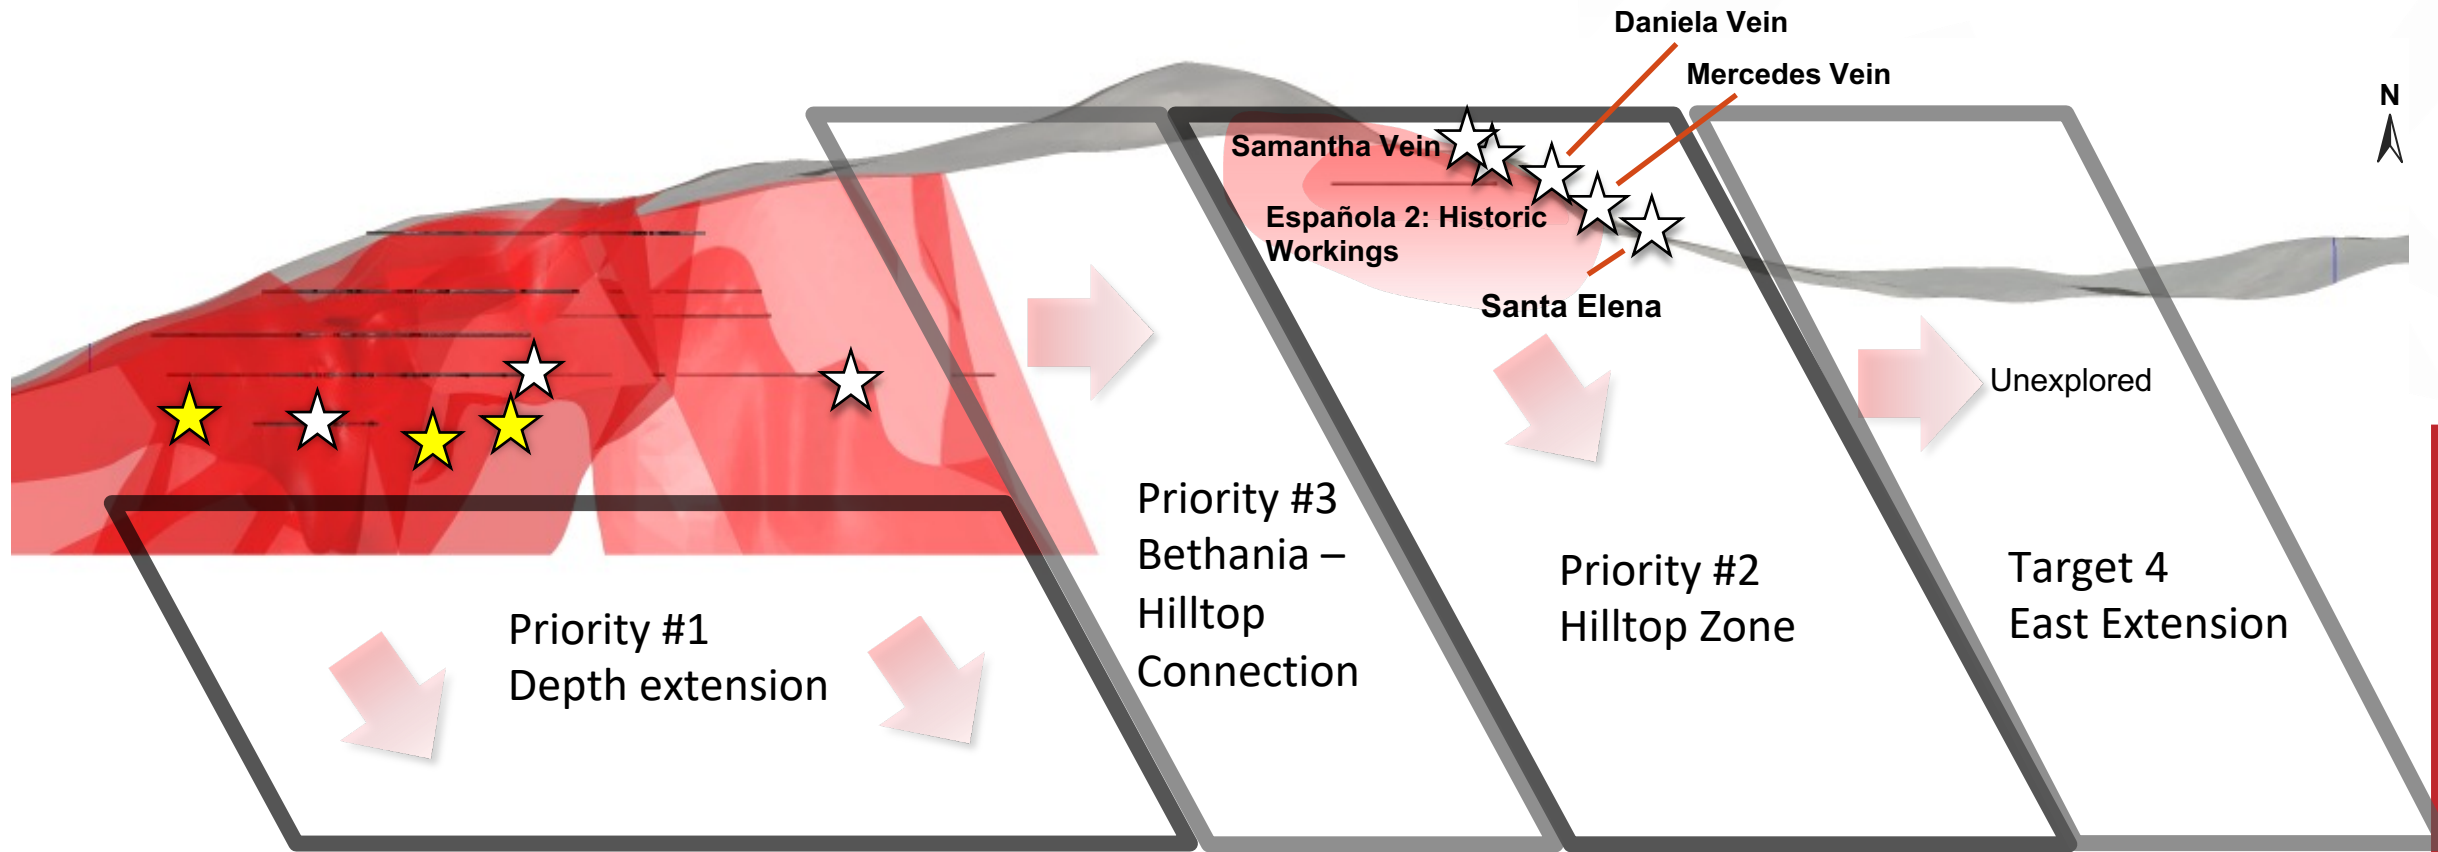 Daniela Vein
Mercedes Vein
N
Samantha Vein
Española 2: Historic
Workings
Santa Elena
Unexplored
Priority #3
Bethania –
Hilltop
Connection
Priority #2
Hilltop Zone
Target 4
East Extension
Priority #1
Depth extension